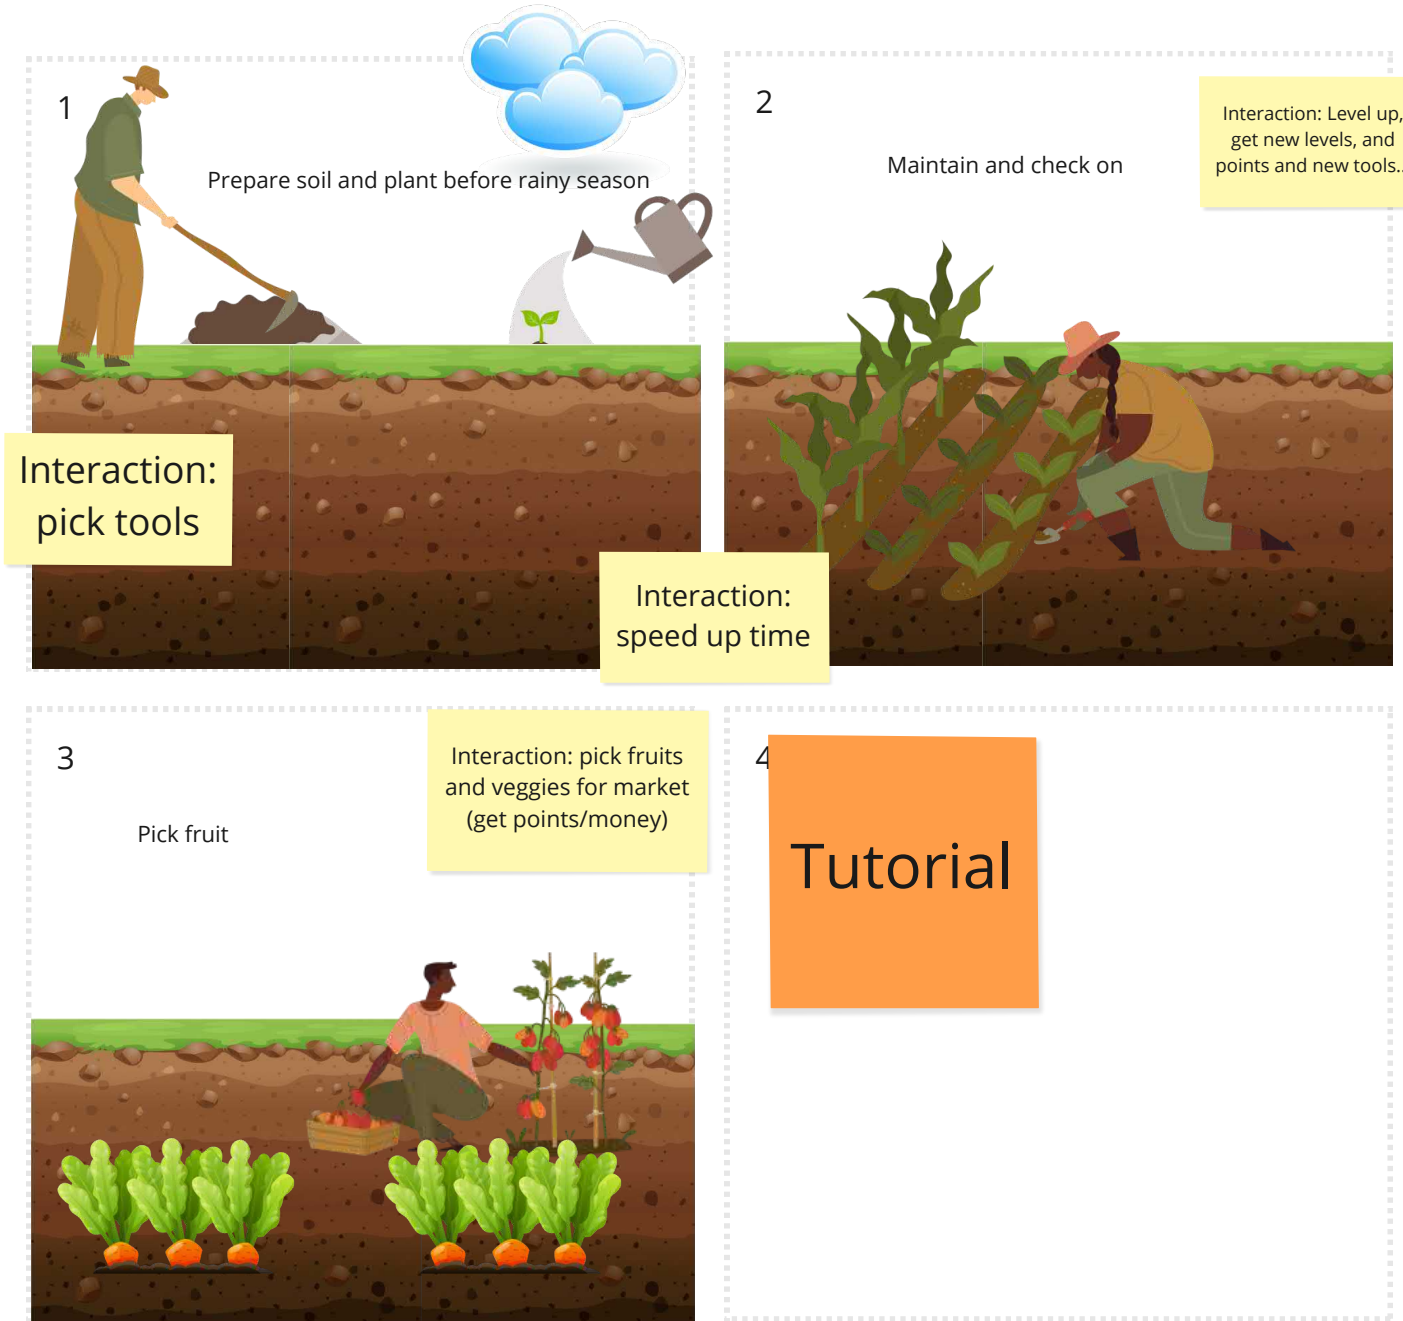 1
Prepare soil and plant before rainy season
Interaction:
pick tools
Interaction:
speed up time
2
Maintain and check on
Interaction: Level up,
get new levels, and
points and new tools..
3
Pick fruit
Interaction: pick fruits
and veggies for market
(get points/money)
4
Tutorial